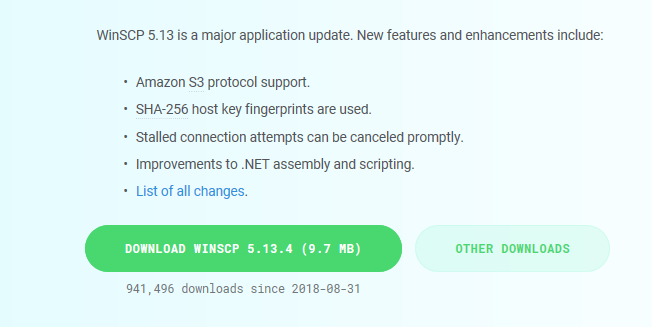 WinSCP 5.13 is a major application update. New features and enhancements include:
• Amazon S3 protocol support.
• SHA-256 host key fingerprints are used.
• Stalled connection attempts can be canceled promptly.
• Improvements to .NET assembly and scripting.
• List of all changes.
DOWNLOAD WINSCP 5.13.4 (9.7 MB)
OTHER DOWNLOADS
941,496 downloads since 2018-08-31